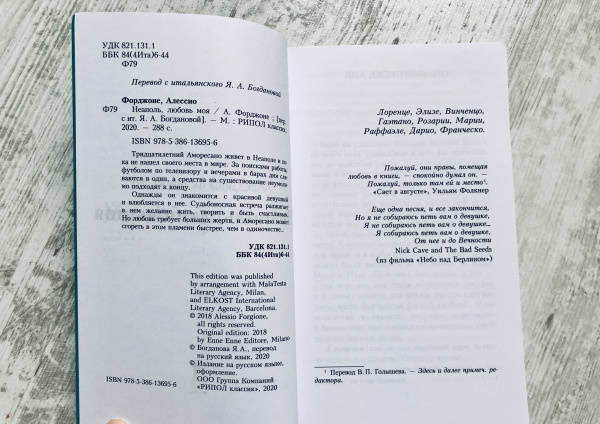 УДК 821.131.1
ББК 84(4Ита)6-44
Ф79
Перевод с итальянского Я. А. Богдановой
Форджоне, Алессио
Ф79 Неаполь, любовь моя / А. Форджоне ; [пер.
с ит. Я. А. Богдановой]. — М. : РИПОЛ классик,
2020. — 288 с.
ISBN 978-5-386-13695-6
Тридцатилетний Аморесано живет в Неаполе и по-
ка не нашел своего места в мире. За поисками работы,
футболом по телевизору и вечерами в барах дни сли-
ваются в один, а средства на существование неумоли-
мо подходят к концу.
Однажды он знакомится с красивой девушкой
и влюбляется в нее. Судьбоносная встреча разжигает
в нем желание жить, творить и быть счастливым.
Но любовь требует больших жертв, и Аморесано может
сгореть в этом пламени быстрее, чем в одиночестве...
УДК 821.131.1
ББК 84(4Ита)6-44
This edition was published
by arrangement with MalaTesta
Literary Agency, Milan,
and ELKOST International
Literary Agency, Barcelona.
© 2018 Alessio Forgione,
all rights reserved.
Original edition: 2018
by Enne Enne Editore, Milano
© Богданова Я.А., перевод
на русский язык, 2020
© Издание на русском языке,
оформление.
ООО Группа Компаний
«РИПОЛ классик», 2020
ISBN 978-5-386-13695-6
Лоренце, Элизе, Винченцо,
Гаэтано, Розарии, Марии,
Раффаэле, Дарио, Франческо.
Пожалуй, они правы, помещая
любовь в книги, — спокойно думал он. —
Пожалуй, только там ей и место¹.
«Свет в августе», Уильям Фолкнер
Еще одна песня, и все закончится,
Но я не собираюсь петь вам о девушке,
Я не собираюсь петь вам о девушке...
Я собираюсь петь вам о девушке,
От нее и до Вечности
Nick Cave and The Bad Seeds
(из фильма «Небо над Берлином»)
¹ Перевод В. П. Голышева. — Здесь и далее примеч. ре-
дактора.